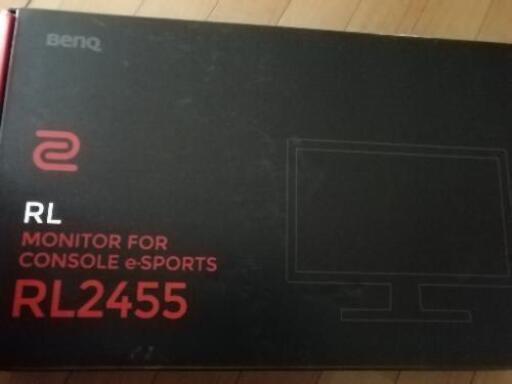 BenQ
RL
MONITOR FOR
CONSOLE e-SPORTS
RL2455